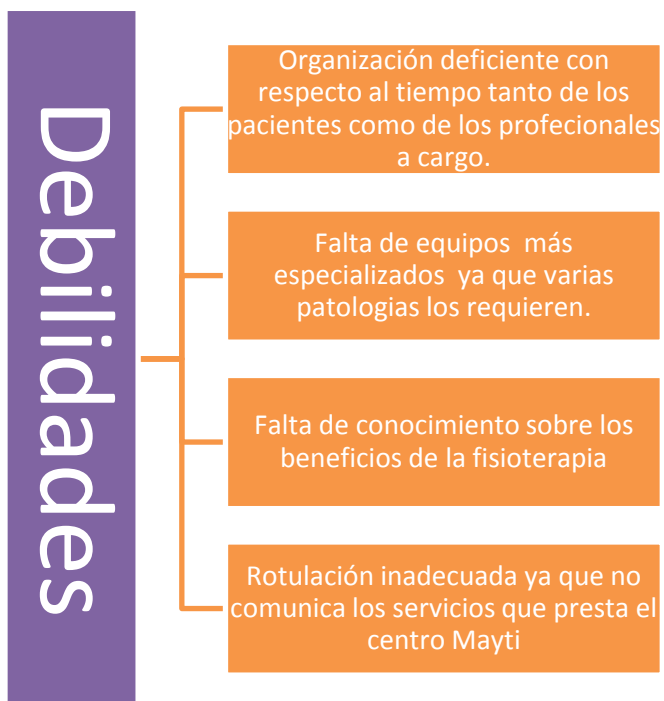 Debilidades
Organización deficiente con
respecto al tiempo tanto de los
pacientes como de los profecionales
a cargo.
Falta de equipos más
especializados ya que varias
patologias los requieren.
Falta de conocimiento sobre los
beneficios de la fisioterapia
Rotulación inadecuada ya que no
comunica los servicios que presta el
centro Mayti